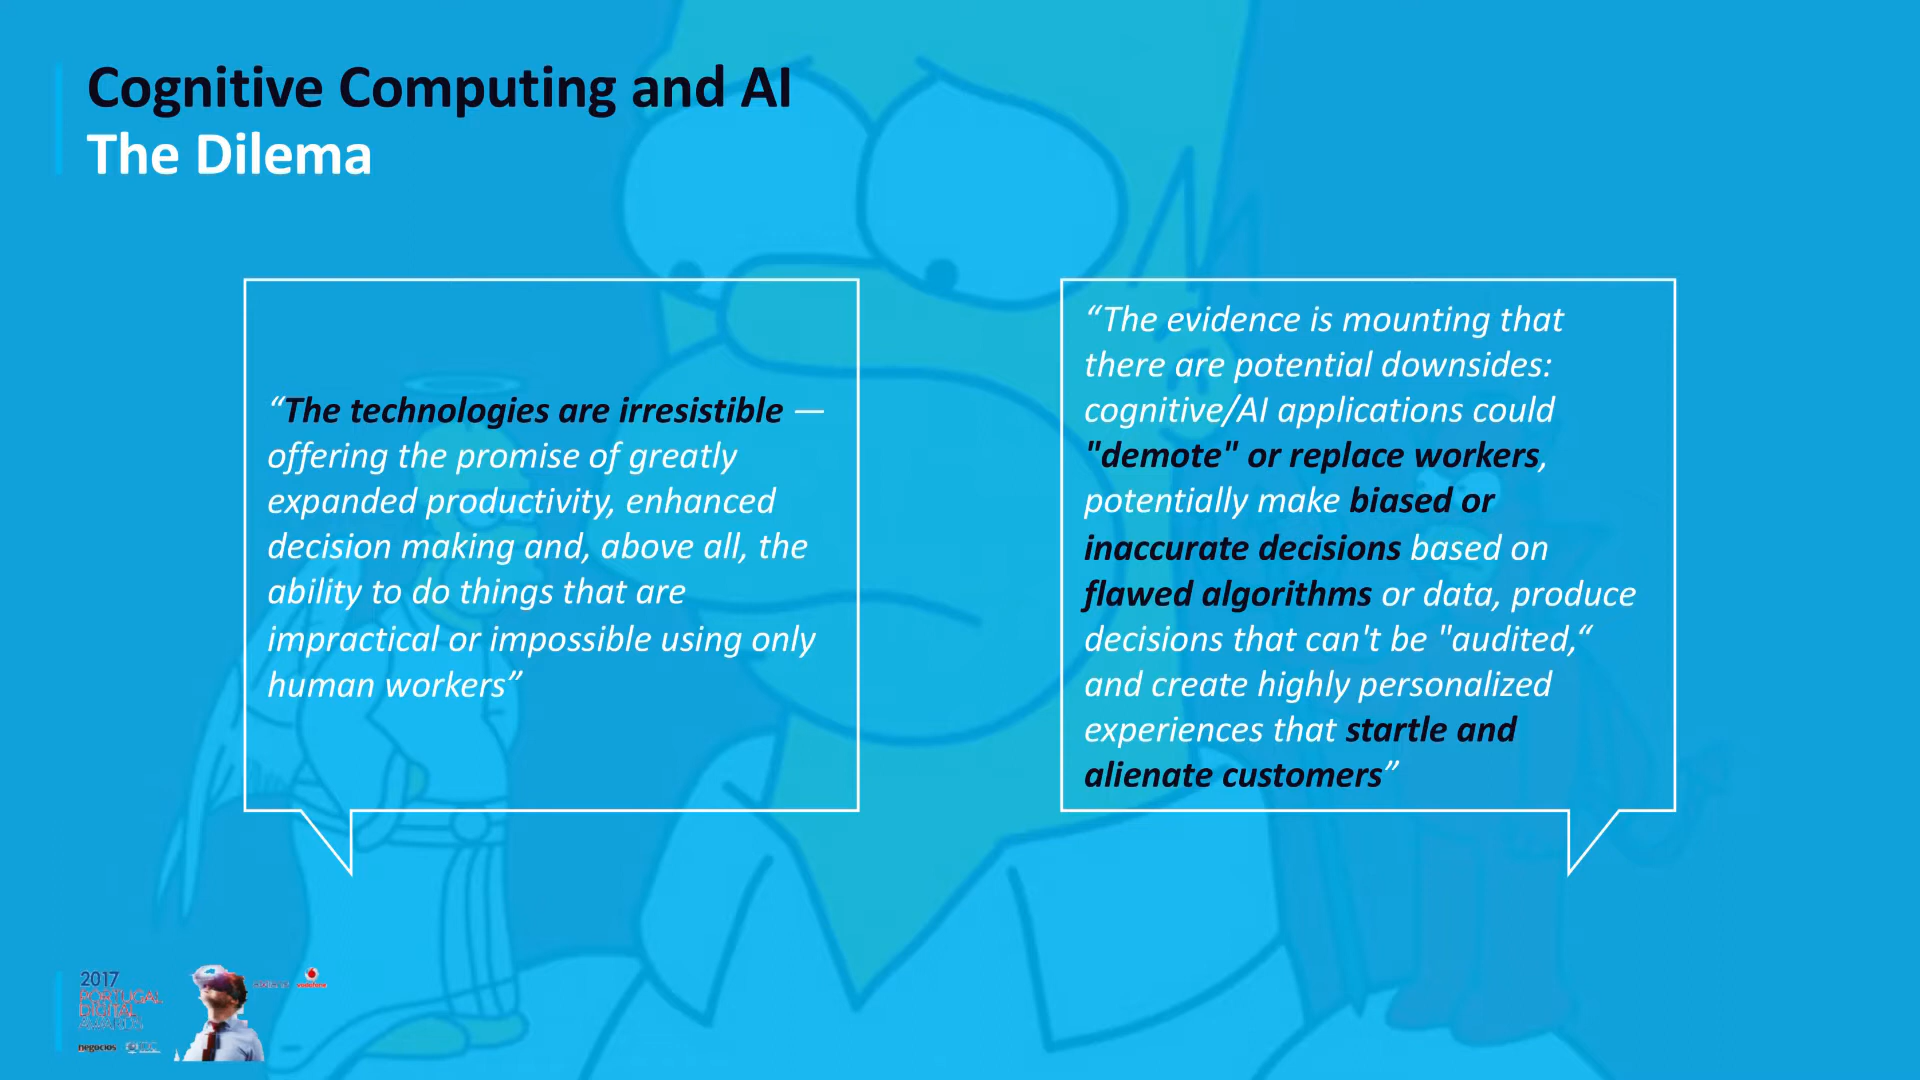 Cognitive Computing and AI
The Dilema
“The technologies are irresistible —
offering the promise of greatly
expanded productivity, enhanced
decision making and, above all, the
ability to do things that are
impractical or impossible using only
human workers”
“The evidence is mounting that
there are potential downsides:
cognitive/AI applications could
"demote" or replace workers,
potentially make biased or
inaccurate decisions based on
flawed algorithms or data, produce
decisions that can't be "audited,“
and create highly personalized
experiences that startle and
alienate customers”
2017
PORTUGAL
DIGITAL
AWARDS
negocios
vodafone